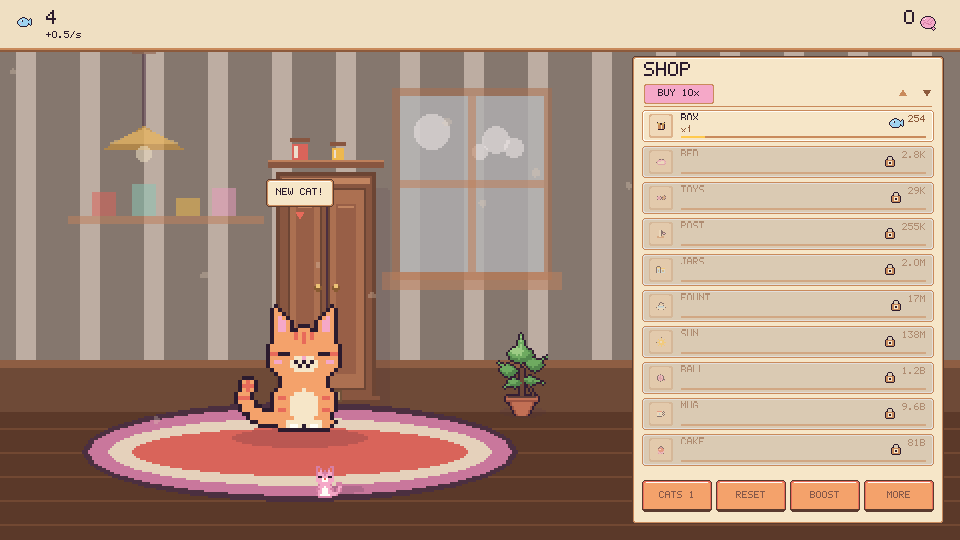 4
+0.5/s
0
SHOP
BUY 10x
BOX 254
x1
BED 2.8K
TOYS 29K
POST 255K
JARS 2.0M
FOUNT 17M
SUN 138M
BALL 1.2B
MUG 9.6B
CAKE 81B
NEW CAT!
CATS 1
RESET
BOOST
MORE